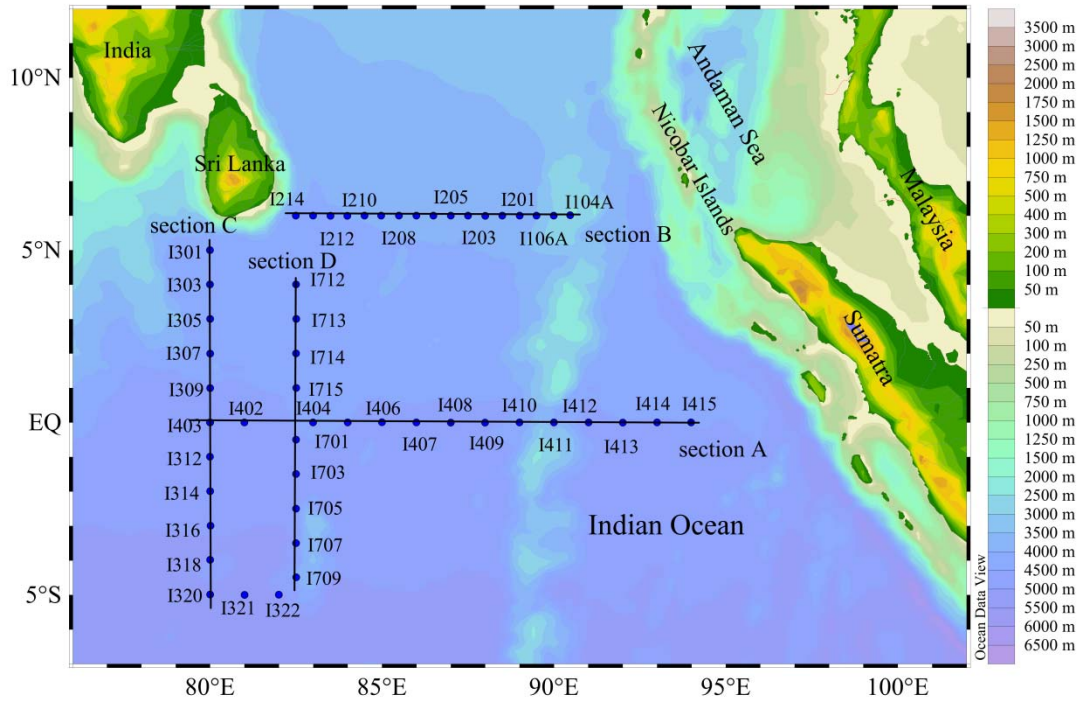 10°N
5°N
EQ
5°S
80°E
85°E
90°E
95°E
100°E
India
Sri Lanka
Andaman Sea
Nicobar Islands
Malaysia
Sumatra
Indian Ocean
I214
I210
I205
I201
I104A
I212
I208
I203
I106A
section B
section C
I301
I303
I305
I307
I309
I403
I312
I314
I316
I318
I320
I321
I322
section D
I712
I713
I714
I715
I701
I703
I705
I707
I709
I402
I404
I406
I408
I410
I412
I414
I415
I407
I409
I411
I413
section A
Ocean Data View
3500 m
3000 m
2500 m
2000 m
1750 m
1500 m
1250 m
1000 m
750 m
500 m
400 m
300 m
200 m
100 m
50 m
50 m
100 m
250 m
500 m
750 m
1000 m
1250 m
1500 m
2000 m
2500 m
3000 m
3500 m
4000 m
4500 m
5000 m
5500 m
6000 m
6500 m